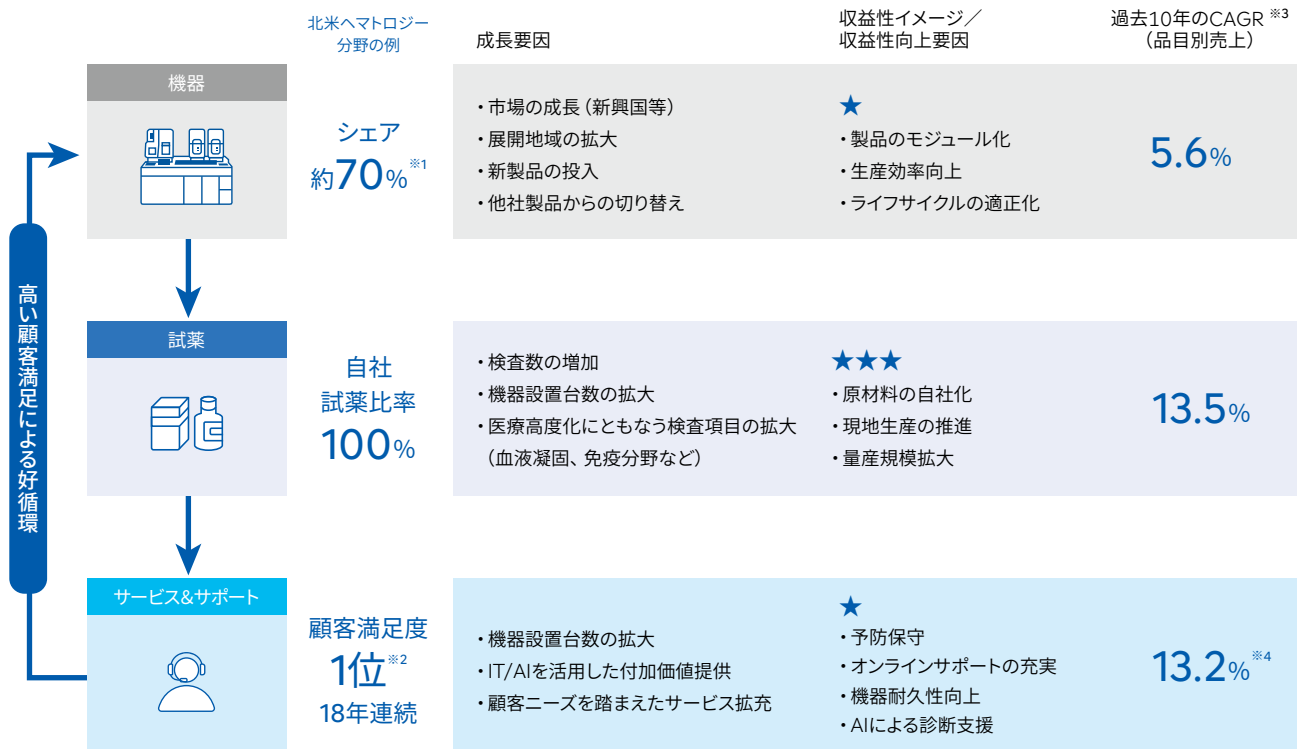 北米ヘマトロジー
分野の例
成長要因
収益性イメージ／
収益性向上要因
過去10年のCAGR ※3
（品目別売上）
高い顧客満足による好循環
機器
シェア
約70%※1
・市場の成長（新興国等）
・展開地域の拡大
・新製品の投入
・他社製品からの切り替え
★
・製品のモジュール化
・生産効率向上
・ライフサイクルの適正化
5.6%
試薬
自社
試薬比率
100%
・検査数の増加
・機器設置台数の拡大
・医療高度化にともなう検査項目の拡大
（血液凝固、免疫分野など）
★★★
・原材料の自社化
・現地生産の推進
・量産規模拡大
13.5%
サービス&サポート
顧客満足度
1位※2
18年連続
・機器設置台数の拡大
・IT/AIを活用した付加価値提供
・顧客ニーズを踏まえたサービス拡充
★
・予防保守
・オンラインサポートの充実
・機器耐久性向上
・AIによる診断支援
13.2%※4